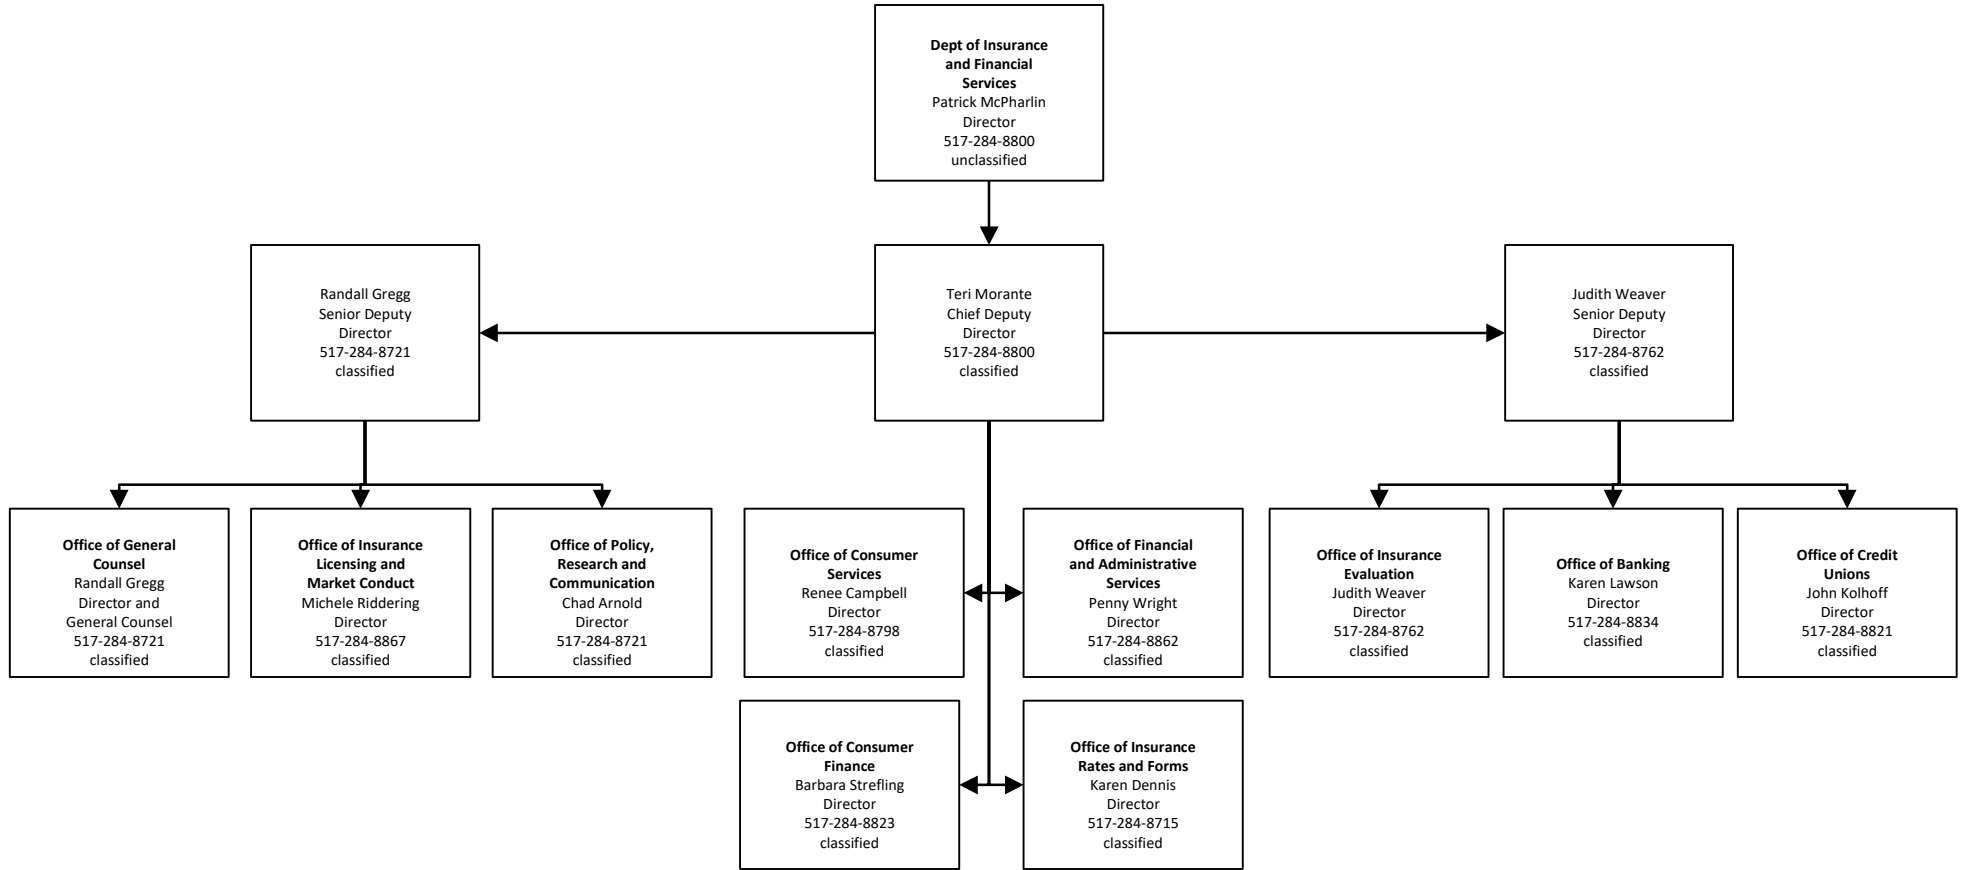 Dept of Insurance
and Financial
Services
Patrick McPharlin
Director
517-284-8800
unclassified
Randall Gregg
Senior Deputy
Director
517-284-8721
classified
Teri Morante
Chief Deputy
Director
517-284-8800
classified
Judith Weaver
Senior Deputy
Director
517-284-8762
classified
Office of General
Counsel
Randall Gregg
Director and
General Counsel
517-284-8721
classified
Office of Insurance
Licensing and
Market Conduct
Michele Riddering
Director
517-284-8867
classified
Office of Policy,
Research and
Communication
Chad Arnold
Director
517-284-8721
classified
Office of Consumer
Services
Renee Campbell
Director
517-284-8798
classified
Office of Financial
and Administrative
Services
Penny Wright
Director
517-284-8862
classified
Office of Insurance
Evaluation
Judith Weaver
Director
517-284-8762
classified
Office of Banking
Karen Lawson
Director
517-284-8834
classified
Office of Credit
Unions
John Kolhoff
Director
517-284-8821
classified
Office of Consumer
Finance
Barbara Strefling
Director
517-284-8823
classified
Office of Insurance
Rates and Forms
Karen Dennis
Director
517-284-8715
classified